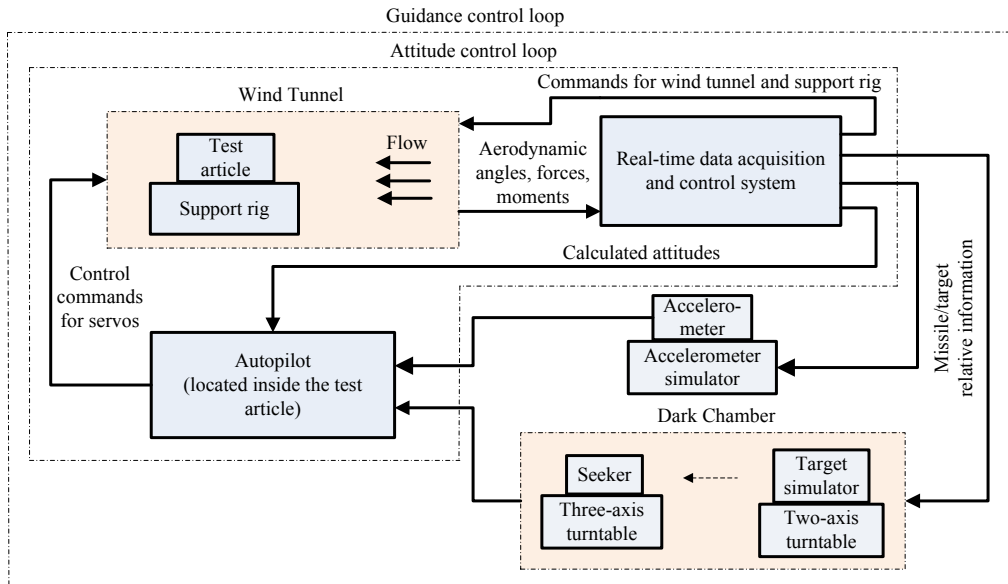 Guidance control loop
Attitude control loop
Commands for wind tunnel and support rig
Wind Tunnel
Test
article
Support rig
Flow
Aerodynamic
angles, forces,
moments
Real-time data acquisition
and control system
Calculated attitudes
Control
commands
for servos
Autopilot
(located inside the test
article)
Accelero-
meter
Accelerometer
simulator
Missile/target
relative information
Dark Chamber
Seeker
Three-axis
turntable
Target
simulator
Two-axis
turntable